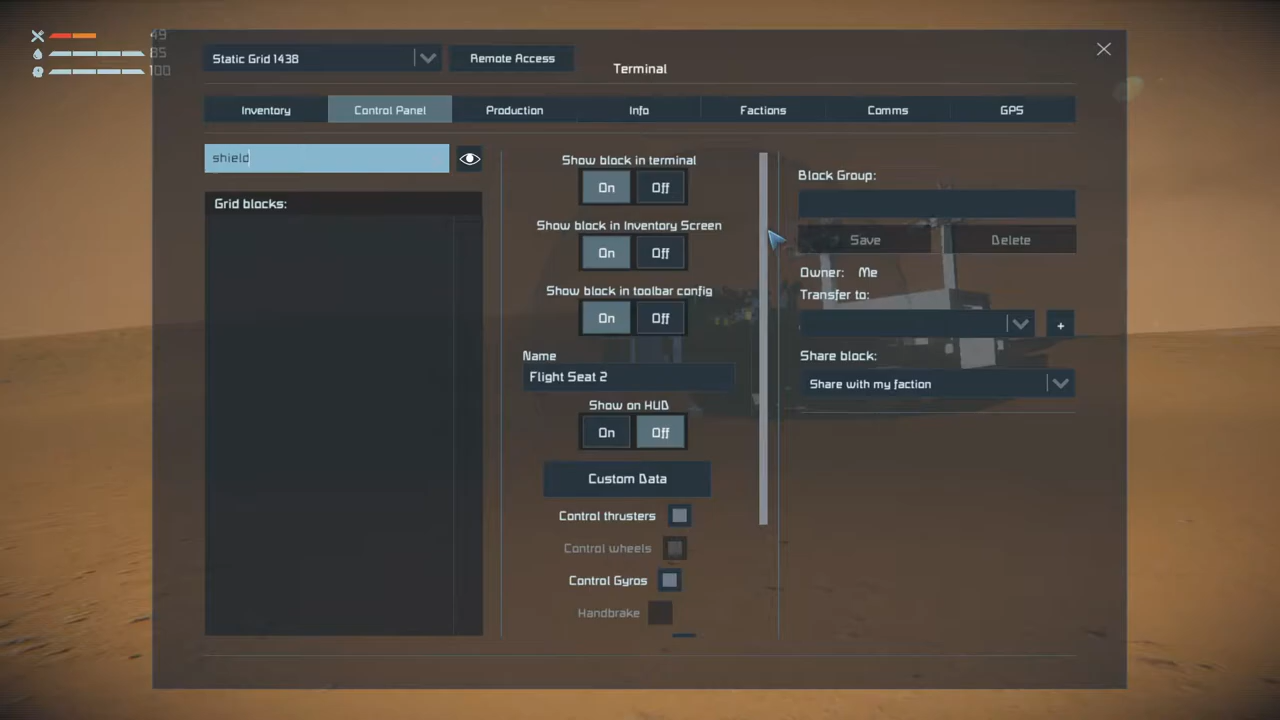 49
85
100
Static Grid 1438
Remote Access
Terminal
Inventory
Control Panel
Production
Info
Factions
Comms
GPS
shield
Grid blocks:
Show block in terminal
On Off
Show block in Inventory Screen
On Off
Show block in toolbar config
On Off
Name
Flight Seat 2
Show on HUD
On Off
Custom Data
Control thrusters
Control wheels
Control Gyros
Handbrake
Block Group:
Save Delete
Owner: Me
Transfer to:
+
Share block:
Share with my faction